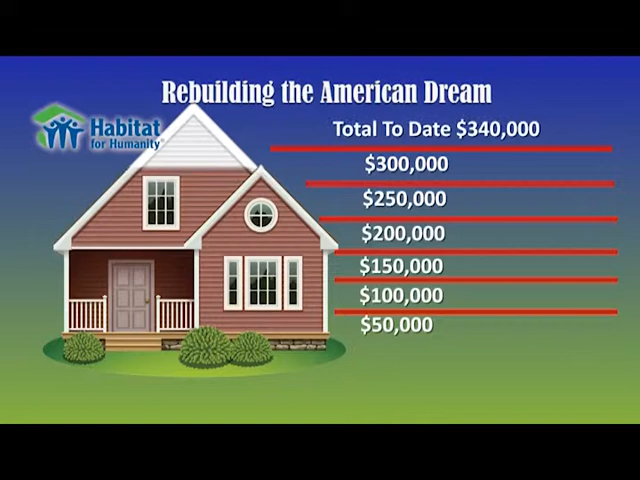 Rebuilding the American Dream
Habitat
for Humanity®
Total To Date $340,000
$300,000
$250,000
$200,000
$150,000
$100,000
$50,000